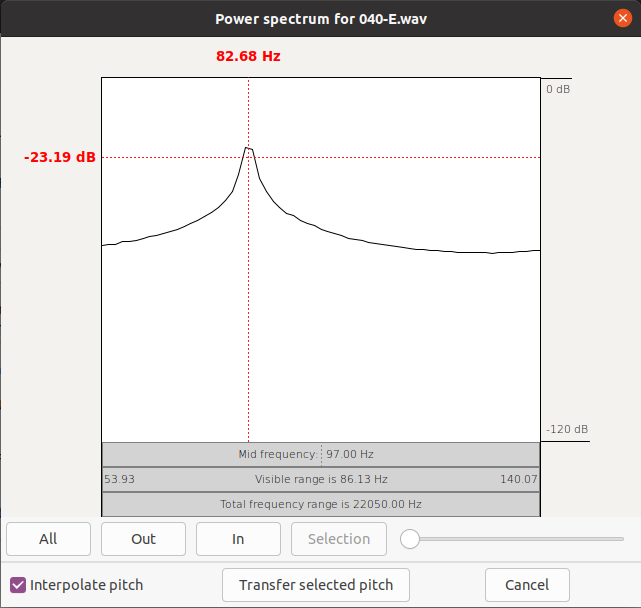 Power spectrum for 040-E.wav
82.68 Hz
0 dB
-23.19 dB
-120 dB
Mid frequency: 97.00 Hz
53.93 Visible range is 86.13 Hz 140.07
Total frequency range is 22050.00 Hz
All Out In Selection
Interpolate pitch Transfer selected pitch Cancel